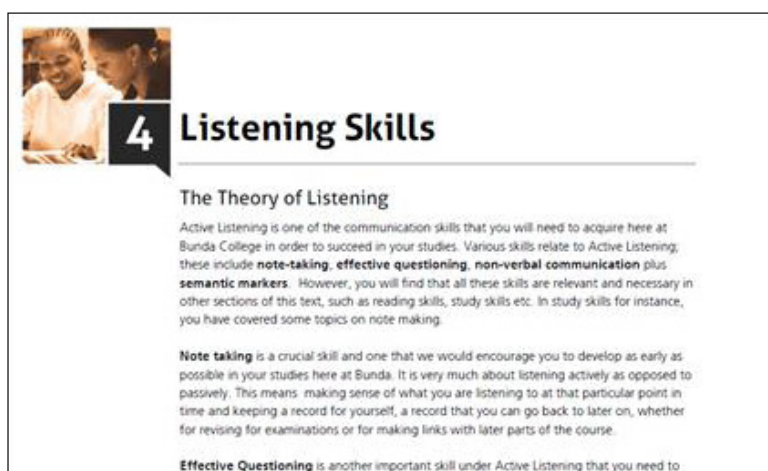 4
Listening Skills
The Theory of Listening
Active Listening is one of the communication skills that you will need to acquire here at
Bunda College in order to succeed in your studies. Various skills relate to Active Listening;
these include note-taking, effective questioning, non-verbal communication plus
semantic markers. However, you will find that all these skills are relevant and necessary in
other sections of this text, such as reading skills, study skills etc. In study skills for instance,
you have covered some topics on note making.
Note taking is a crucial skill and one that we would encourage you to develop as early as
possible in your studies here at Bunda. It is very much about listening actively as opposed to
passively. This means making sense of what you are listening to at that particular point in
time and keeping a record for yourself, a record that you can go back to later on, whether
for revising for examinations or for making links with later parts of the course.
Effective Questioning is another important skill under Active Listening that you need to